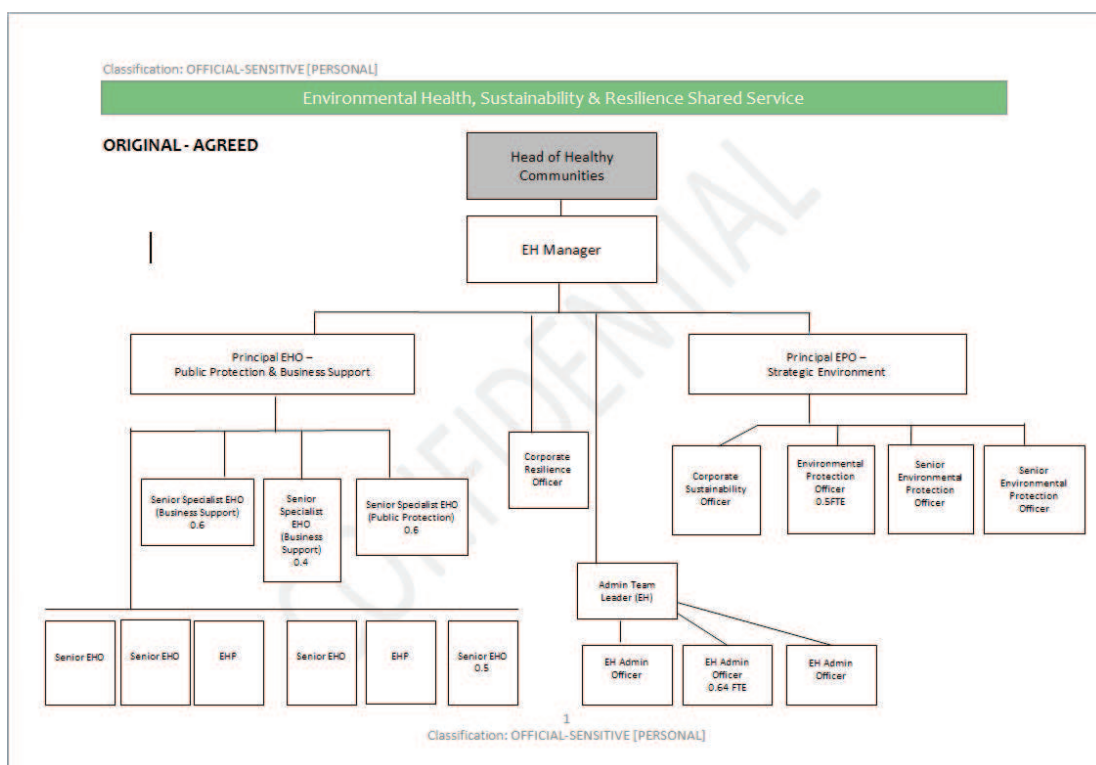 Classification: OFFICIAL-SENSITIVE [PERSONAL]
Environmental Health, Sustainability & Resilience Shared Service
ORIGINAL - AGREED
Head of Healthy
Communities
EH Manager
Principal EHO –
Public Protection & Business Support
Principal EPO –
Strategic Environment
Senior Specialist EHO
(Business Support)
0.6
Senior
Specialist
EHO
(Business
Support)
0.4
Senior Specialist EHO
(Public Protection)
0.6
Corporate
Resilience
Officer
Corporate
Sustainability
Officer
Environmental
Protection
Officer
0.5FTE
Senior
Environmental
Protection
Officer
Senior
Environmental
Protection
Officer
Admin Team
Leader (EH)
Senior EHO
Senior EHO
EHP
Senior EHO
EHP
Senior EHO
0.5
EH Admin
Officer
EH Admin
Officer
0.64 FTE
EH Admin
Officer
CONFIDENTIAL
1
Classification: OFFICIAL-SENSITIVE [PERSONAL]